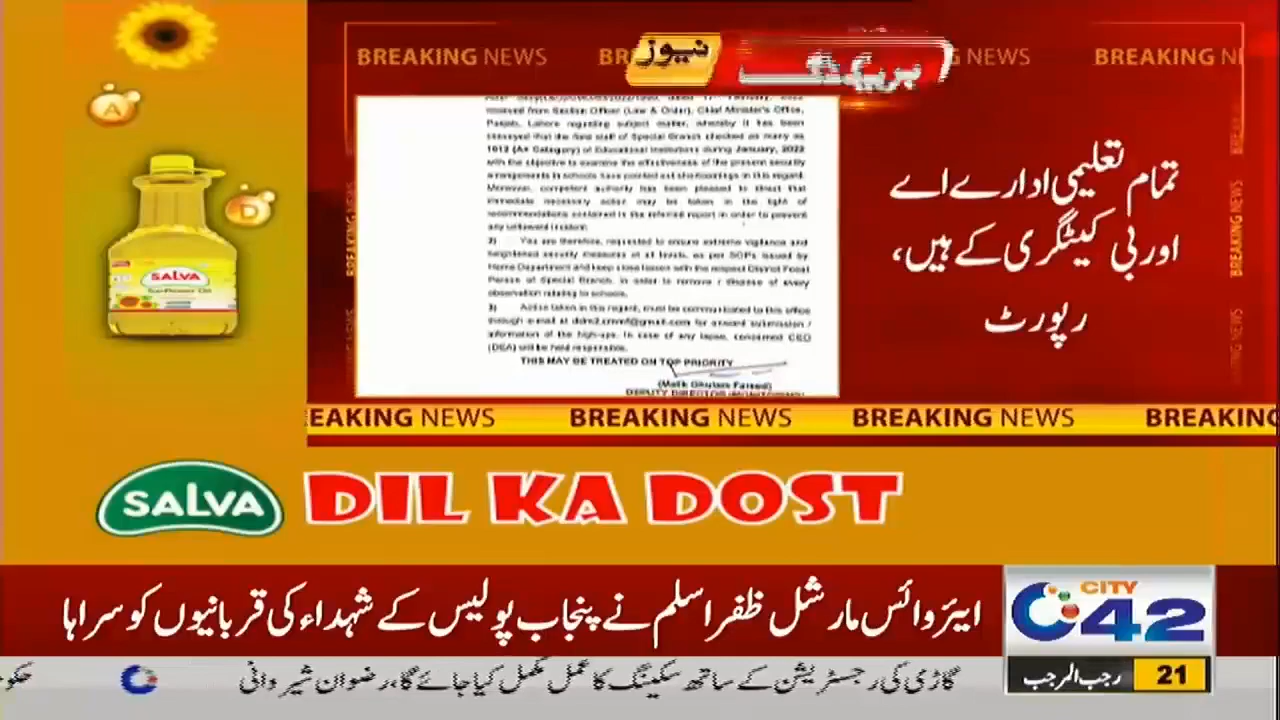 BREAKING NEWS
BR
نیوز
بریکنگ
NEWS
BREAKING N
A
D
SALVA
Sunflower Oil
received from Section Officer (Law & Order), Chief Minister's Office,
Punjab, Lahore regarding subject matter, whereby it has been
conveyed that the field staff of Special Branch checked as many as
1012 (A+ Category) of Educational Institutions during January, 2022
with the objective to examine the effectiveness of the present security
arrangements in schools have pointed out shortcomings in this regard.
Moreover, competent authority has been pleased to direct that
immediate necessary action may be taken in the light of
recommendations contained in the referred report in order to prevent
any untoward incident.
2) You are therefore, requested to ensure extreme vigilance and
heightened security measures at all levels, as per SOPs issued by
Home Department and keep close liaison with the respect District Focal
Person of Special Branch, in order to remove / dispose of every
observation relating to schools.
3) Action taken in this regard, must be communicated to this office
through e-mail at for onward submission /
information of the high-ups. In case of any lapse, concerned CEO
(DEA) will be held responsible.
THIS MAY BE TREATED ON TOP PRIORITY
(Malik Ghulam Fareed)
DEPUTY DIRECTOR (MONITORING)
تمام تعلیمی ادارے اے
اور بی کیٹگری کے ہیں،
رپورٹ
BREAKING NEWS
BREAKING NEWS
EAKING NEWS
BREAKING NEWS
BREAKING NEWS
BREAKING
SALVA
DIL KA DOST
ایئر وائس مارشل ظفر اسلم نے پنجاب پولیس کے شہداء کی قربانیوں کو سراہا
CITY
42
گاڑی کی رجسٹریشن کے ساتھ سکیننگ کا عمل مکمل کیا جائے گا، رضوان شیروانی
حکو
21
رجب المرجب